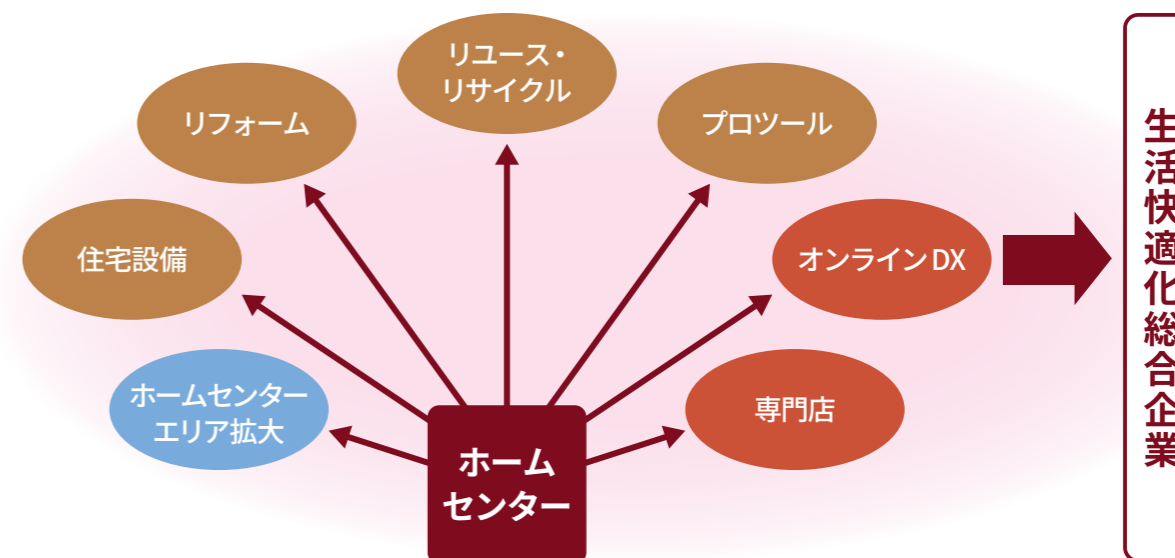 リユース・
リサイクル
リフォーム
プロツール
住宅設備
オンラインDX
ホームセンター
エリア拡大
専門店
ホーム
センター
生活快適化総合企業